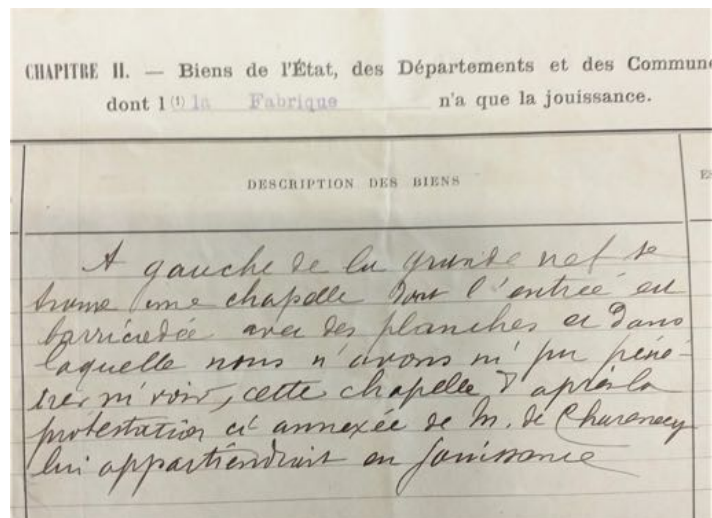 CHAPITRE II. — Biens de l'État, des Départements et des Commune
dont l (1) la Fabrique n'a que la jouissance.
DESCRIPTION DES BIENS
ES
A gauche de la grande nef se
trouve une chapelle dont l'entrée est
barricadée avec des planches et dans
laquelle nous n'avons ni pu péné-
trer ni voir, cette chapelle d'après la
protestation ci annexée de M. de Charencey
lui appartiendrait en jouissance